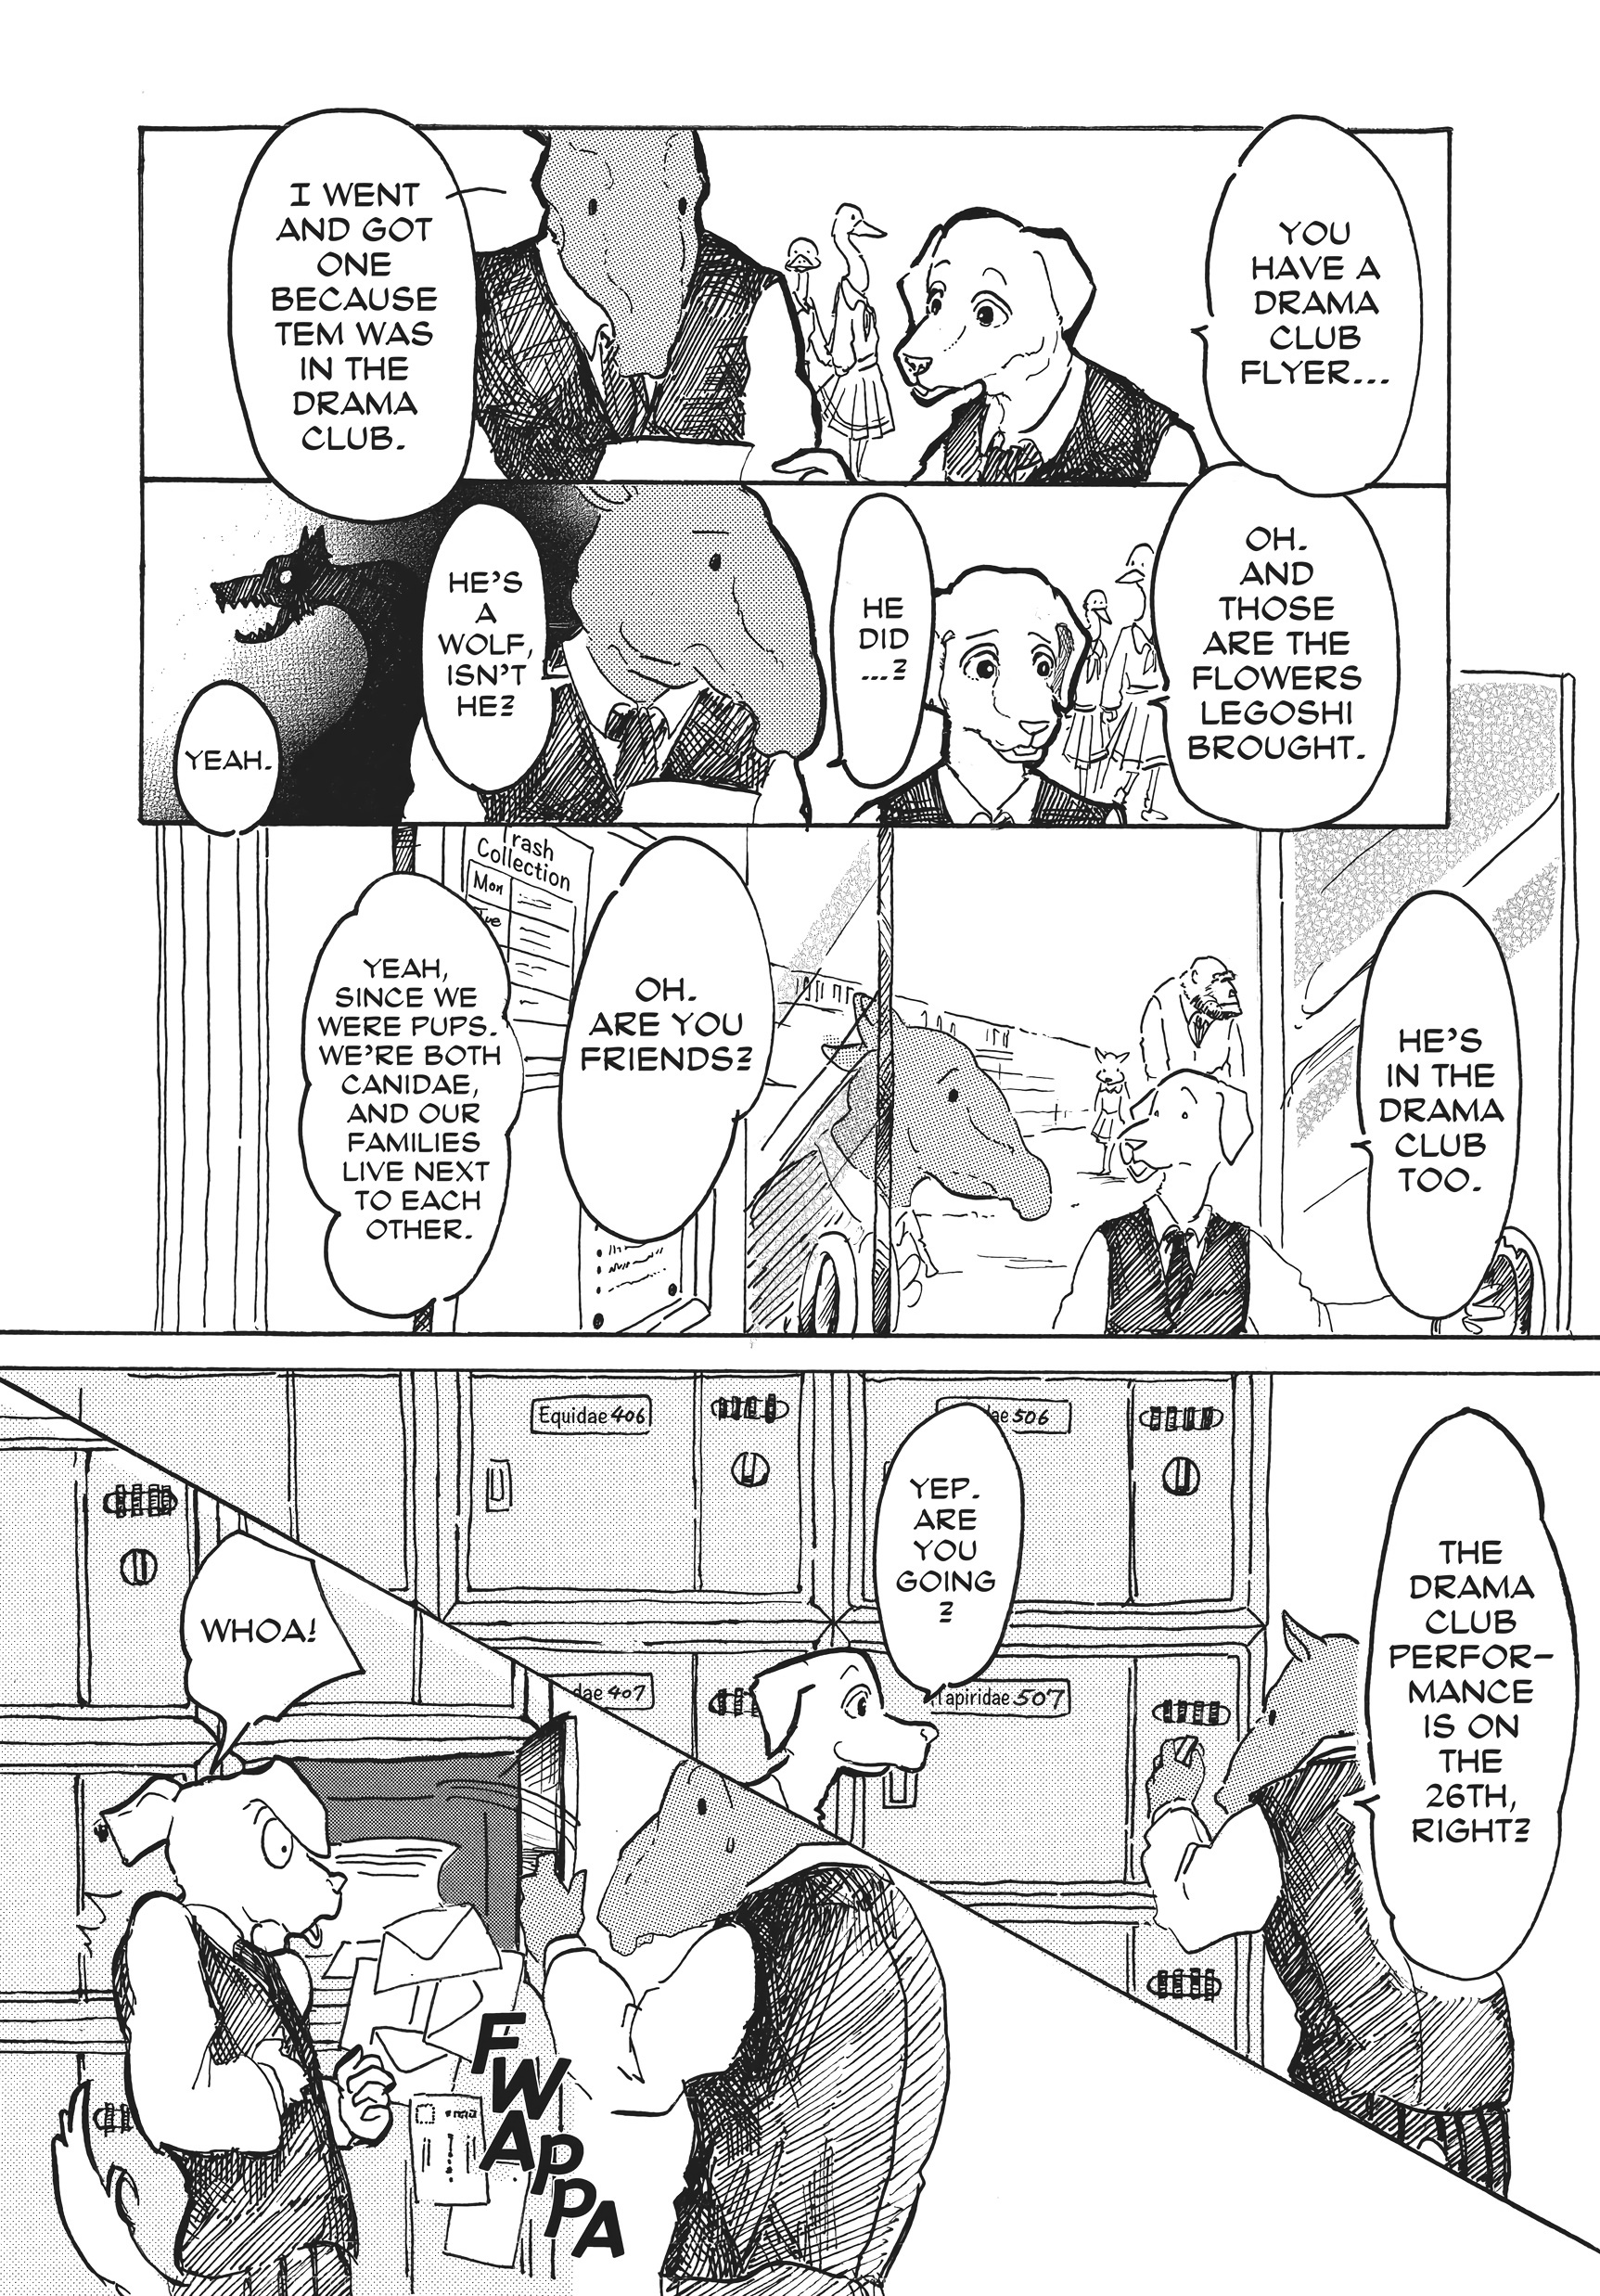 YOU
HAVE A
DRAMA
CLUB
FLYER...
I WENT
AND GOT
ONE
BECAUSE
TEM WAS
IN THE
DRAMA
CLUB.
OH.
AND
THOSE
ARE THE
FLOWERS
LEGOSHI
BROUGHT.
HE
DID
...?
HE'S
A
WOLF,
ISN'T
HE?
YEAH.
HE'S
IN THE
DRAMA
CLUB
TOO.
OH.
ARE YOU
FRIENDS?
YEAH,
SINCE WE
WERE PUPS.
WE'RE BOTH
CANIDAE,
AND OUR
FAMILIES
LIVE NEXT
TO EACH
OTHER.
rash
Collection
Mon
Tue
THE
DRAMA
CLUB
PERFOR-
MANCE
IS ON
THE
26TH,
RIGHT?
YEP.
ARE
YOU
GOING
?
Equidae 406
dae 506
dae 407
Tapiridae 507
WHOA!
FWAPPA